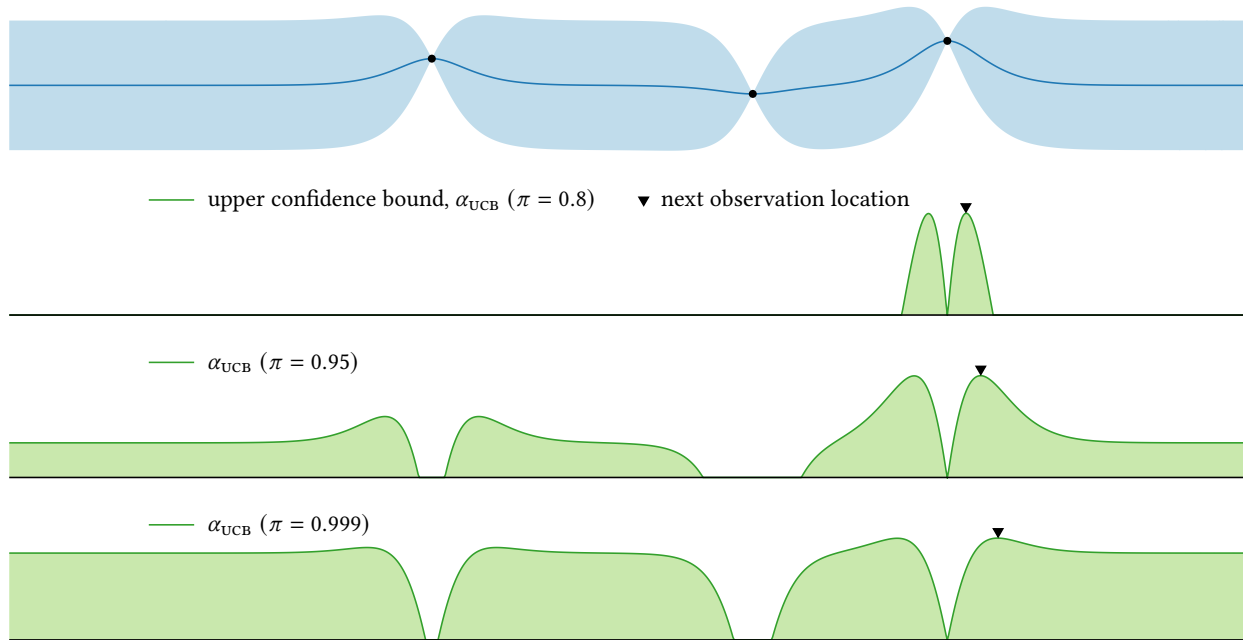 upper confidence bound, α_UCB (π = 0.8) ▼ next observation location
α_UCB (π = 0.95)
α_UCB (π = 0.999)